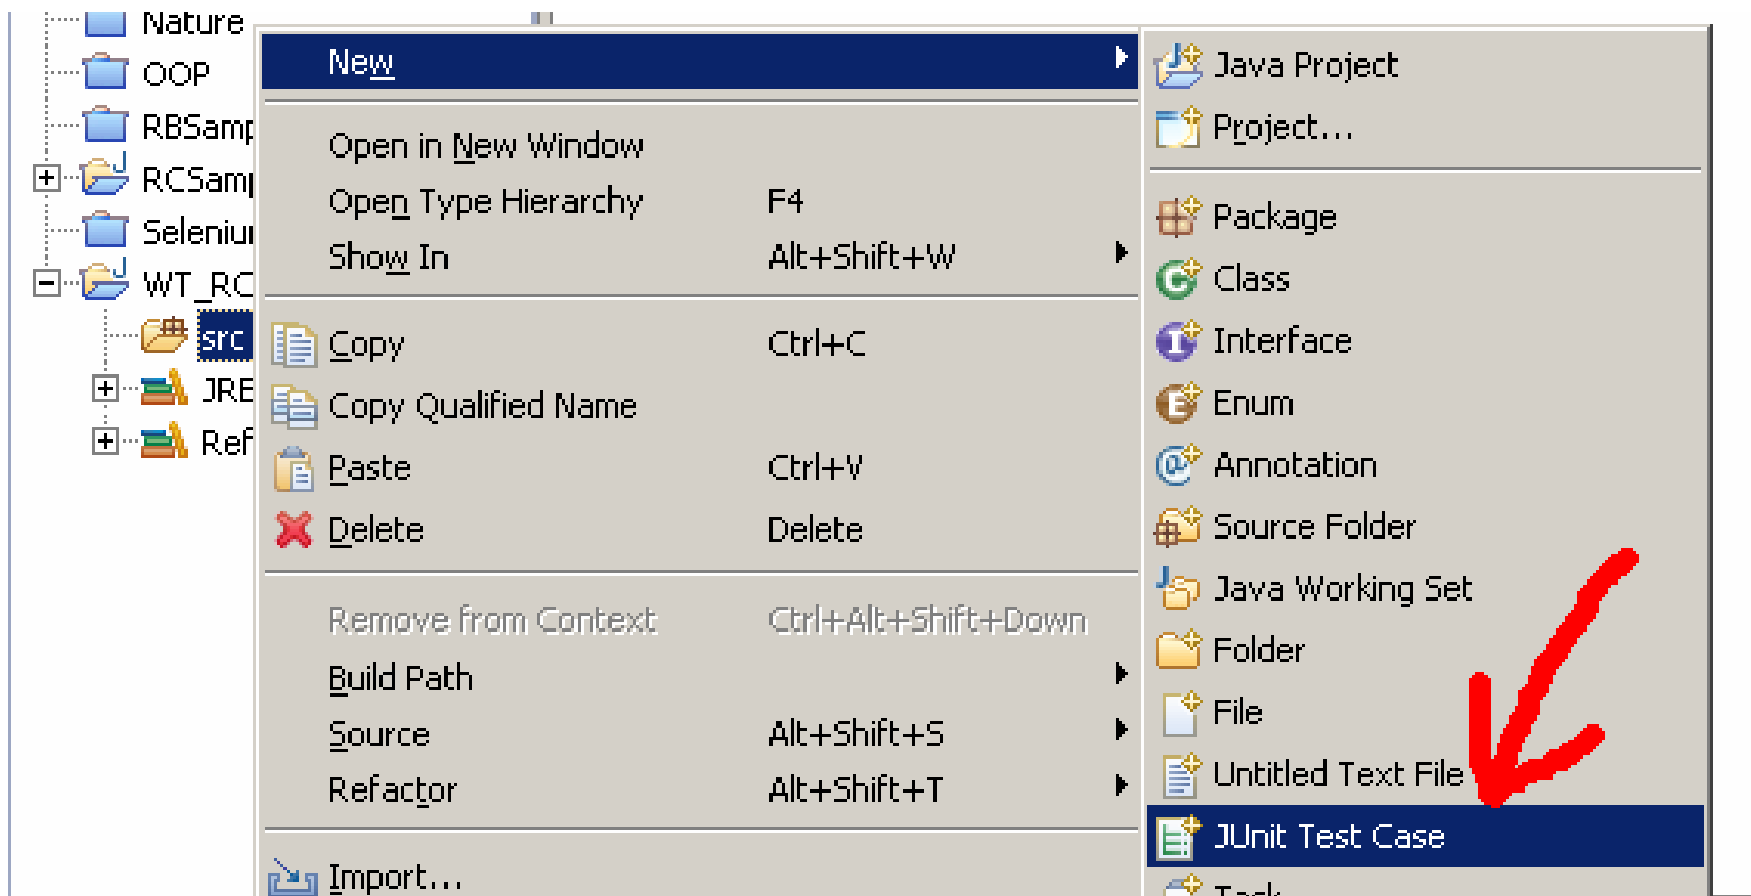 Nature
OOP
RBSamp
RCSamp
Seleniu
WT_RC
src
JRE
Ref
New
Open in New Window
Open Type Hierarchy F4
Show In Alt+Shift+W
Copy Ctrl+C
Copy Qualified Name
Paste Ctrl+V
Delete Delete
Remove from Context Ctrl+Alt+Shift+Down
Build Path
Source Alt+Shift+S
Refactor Alt+Shift+T
Import...
Java Project
Project...
Package
Class
Interface
Enum
Annotation
Source Folder
Java Working Set
Folder
File
Untitled Text File
JUnit Test Case
Task